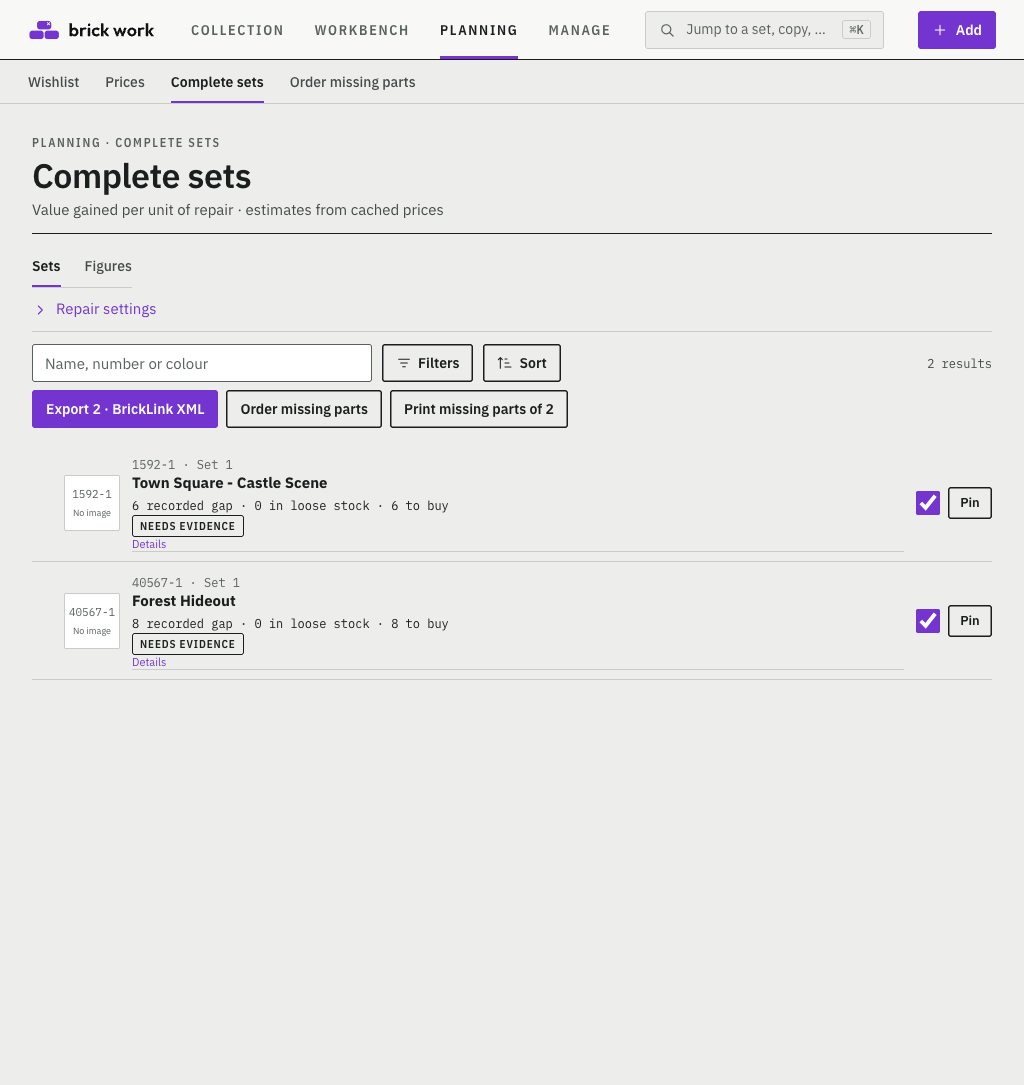 brick work COLLECTION WORKBENCH PLANNING MANAGE Jump to a set, copy, ... ⌘K + Add
Wishlist Prices Complete sets Order missing parts
PLANNING · COMPLETE SETS
Complete sets
Value gained per unit of repair · estimates from cached prices
Sets Figures
Repair settings
Name, number or colour Filters Sort 2 results
Export 2 · BrickLink XML Order missing parts Print missing parts of 2
1592-1 · Set 1
1592-1
No image
Town Square - Castle Scene
6 recorded gap · 0 in loose stock · 6 to buy
NEEDS EVIDENCE
Details
Pin
40567-1 · Set 1
40567-1
No image
Forest Hideout
8 recorded gap · 0 in loose stock · 8 to buy
NEEDS EVIDENCE
Details
Pin